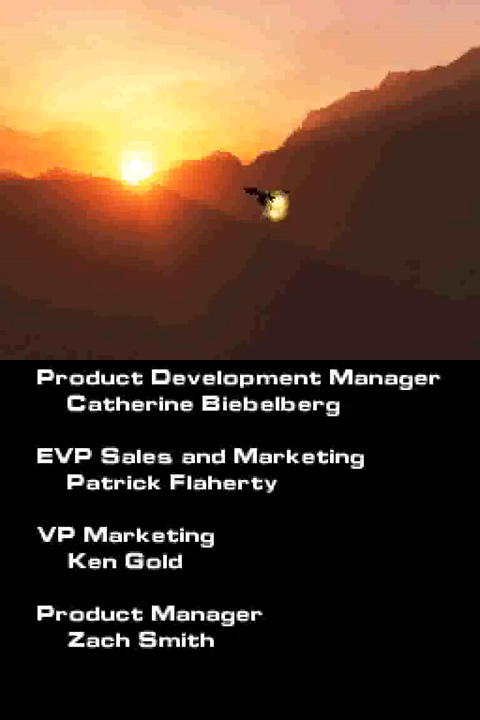 Product Development Manager
Catherine Biebelberg
EVP Sales and Marketing
Patrick Flaherty
VP Marketing
Ken Gold
Product Manager
Zach Smith